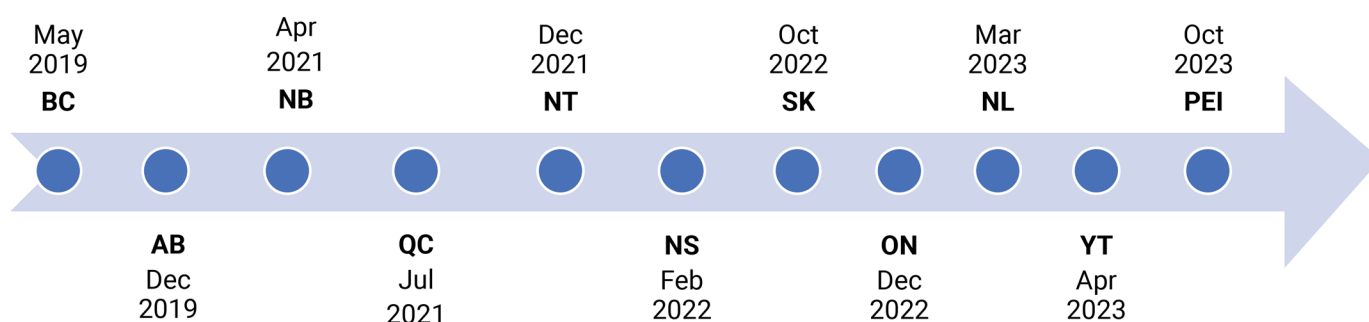 May
2019
BC
Apr
2021
NB
Dec
2021
NT
Oct
2022
SK
Mar
2023
NL
Oct
2023
PEI
AB
Dec
2019
QC
Jul
2021
NS
Feb
2022
ON
Dec
2022
YT
Apr
2023